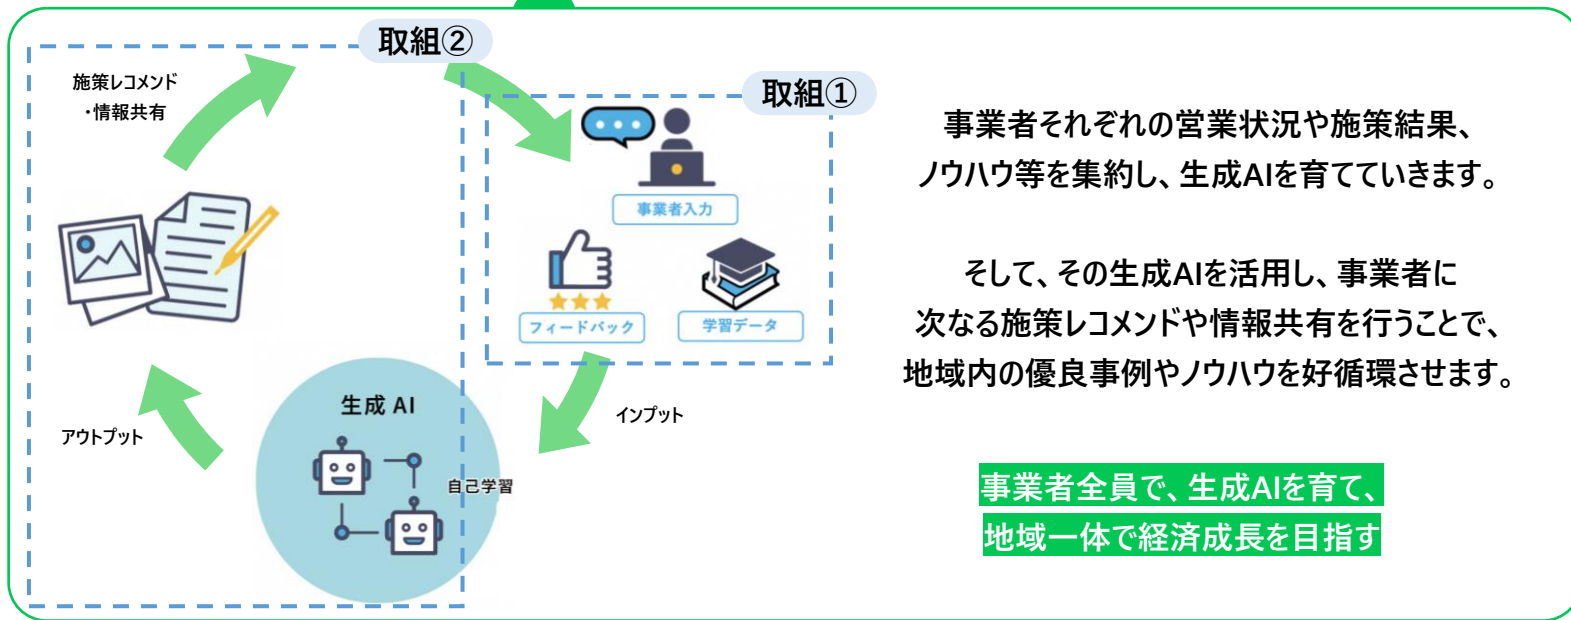 取組②
施策レコメンド
・情報共有
取組①
事業者入力
フィードバック
学習データ
インプット
生成 AI
自己学習
アウトプット
事業者それぞれの営業状況や施策結果、
ノウハウ等を集約し、生成AIを育てていきます。
そして、その生成AIを活用し、事業者に
次なる施策レコメンドや情報共有を行うことで、
地域内の優良事例やノウハウを好循環させます。
事業者全員で、生成AIを育て、
地域一体で経済成長を目指す